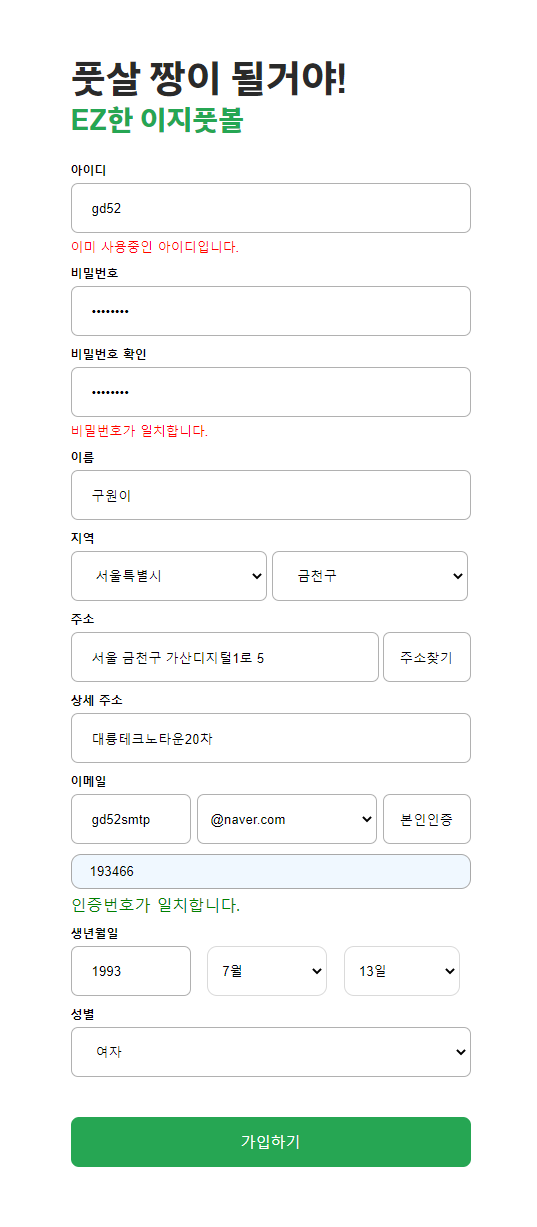 풋살 짱이 될거야!
EZ한 이지풋볼
아이디
gd52
이미 사용중인 아이디입니다.
비밀번호
••••••••
비밀번호 확인
••••••••
비밀번호가 일치합니다.
이름
구원이
지역
서울특별시 금천구
주소
서울 금천구 가산디지털1로 5 주소찾기
상세 주소
대륭테크노타운20차
이메일
gd52smtp @naver.com 본인인증
193466
인증번호가 일치합니다.
생년월일
1993 7월 13일
성별
여자
가입하기